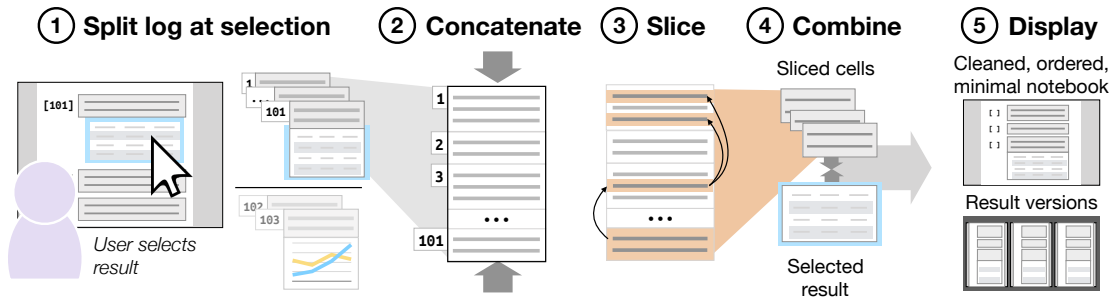 1 Split log at selection
2 Concatenate
3 Slice
4 Combine
5 Display
[101]
User selects
result
1
...
101
102
103
1
2
3
...
101
...
Sliced cells
Selected
result
Cleaned, ordered,
minimal notebook
[ ]
[ ]
[ ]
Result versions